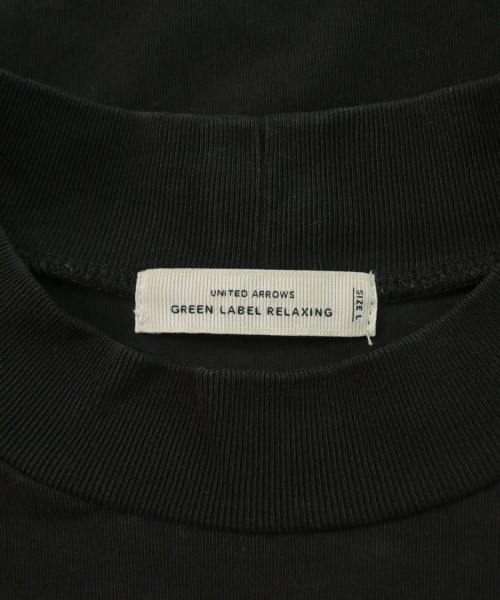 UNITED ARROWS
GREEN LABEL RELAXING
SIZE L